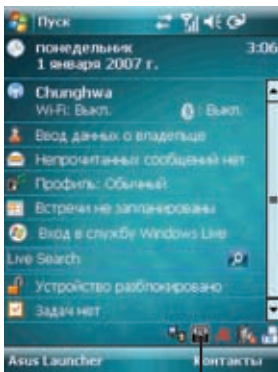 Пуск
понедельник 3:06
1 января 2007 г.
Chunghwa
Wi-Fi: Выкл. : Выкл.
Ввод данных о владельце
Непрочитанных сообщений нет
Профиль: Обычный
Встречи не запланированы
Вход в службу Windows Live
Live Search
Устройство разблокировано
Задач нет
Asus Launcher Контакты